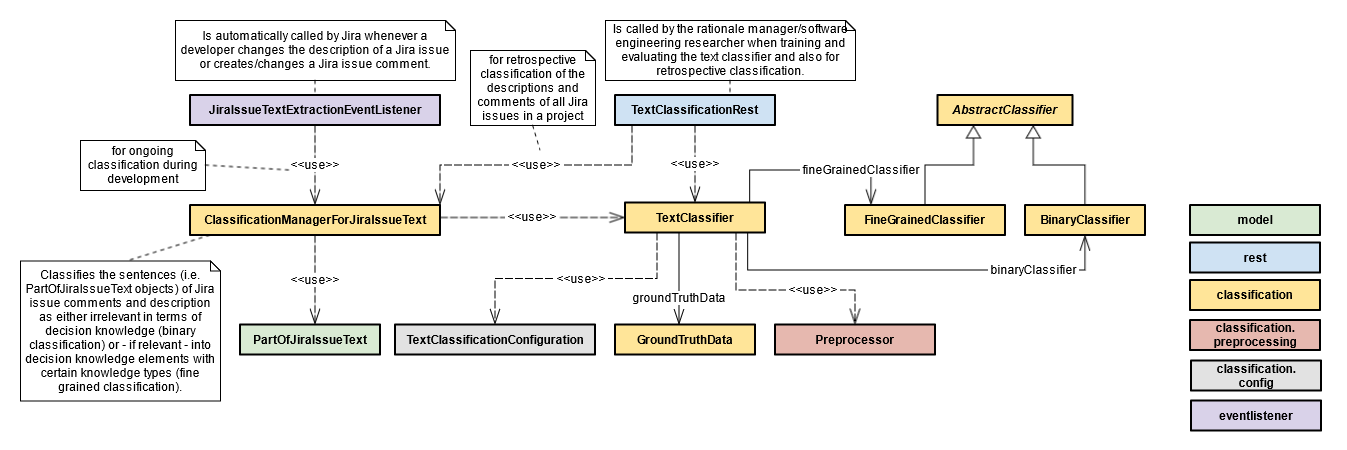 Is automatically called by Jira whenever a
developer changes the description of a Jira issue
or creates/changes a Jira issue comment.
for retrospective
classification of the
descriptions and
comments of all Jira
issues in a project
Is called by the rationale manager/software
engineering researcher when training and
evaluating the text classifier and also for
retrospective classification.
JiraIssueTextExtractionEventListener
TextClassificationRest
AbstractClassifier
for ongoing
classification during
development
<<use>>
<<use>>
<<use>>
fineGrainedClassifier
ClassificationManagerForJiraIssueText
<<use>>
TextClassifier
FineGrainedClassifier
BinaryClassifier
Classifies the sentences (i.e.
PartOfJiraIssueText objects) of Jira
issue comments and description
as either irrelevant in terms of
decision knowledge (binary
classification) or - if relevant - into
decision knowledge elements with
certain knowledge types (fine
grained classification).
<<use>>
<<use>>
groundTruthData
<<use>>
binaryClassifier
PartOfJiraIssueText
TextClassificationConfiguration
GroundTruthData
Preprocessor
model
rest
classification
classification.
preprocessing
classification.
config
eventlistener